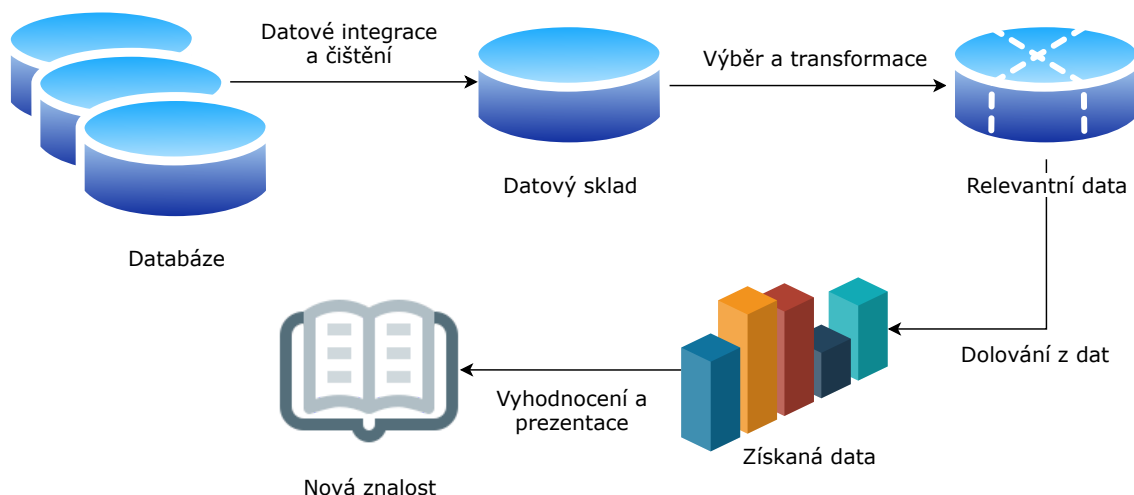 Datové integrace
a čištění
Výběr a transformace
Datový sklad
Relevantní data
Databáze
Dolování z dat
Vyhodnocení a
prezentace
Získaná data
Nová znalost